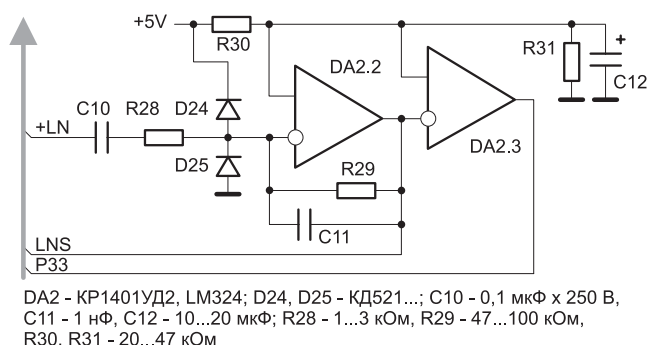 +5V
R30
R31
+
C12
DA2.2
DA2.3
C10
R28
D24
+LN
D25
R29
C11
LNS
P33
DA2 - КР1401УД2, LM324; D24, D25 - КД521...; C10 - 0,1 мкФ x 250 В,
C11 - 1 нФ, C12 - 10...20 мкФ; R28 - 1...3 кОм, R29 - 47...100 кОм,
R30, R31 - 20...47 кОм